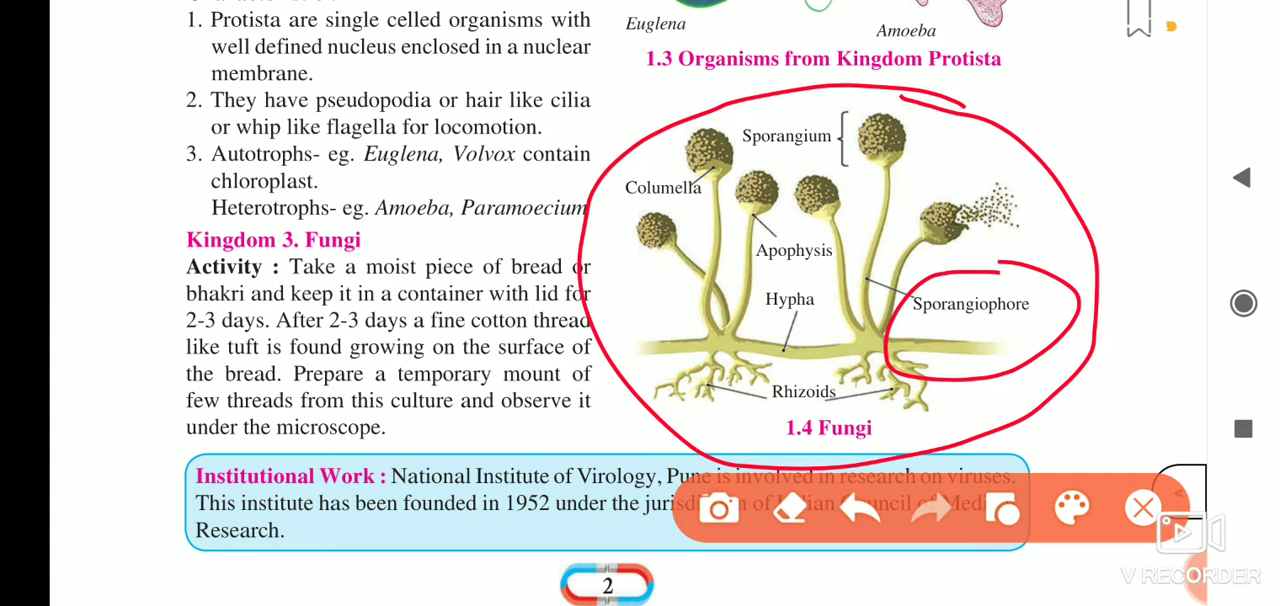 1. Protista are single celled organisms with
well defined nucleus enclosed in a nuclear
membrane.
2. They have pseudopodia or hair like cilia
or whip like flagella for locomotion.
3. Autotrophs- eg. Euglena, Volvox contain
chloroplast.
Heterotrophs- eg. Amoeba, Paramoecium
Kingdom 3. Fungi
Activity : Take a moist piece of bread or
bhakri and keep it in a container with lid for
2-3 days. After 2-3 days a fine cotton thread
like tuft is found growing on the surface of
the bread. Prepare a temporary mount of
few threads from this culture and observe it
under the microscope.
Euglena
Amoeba
1.3 Organisms from Kingdom Protista
Sporangium
Columella
Apophysis
Hypha
Sporangiophore
Rhizoids
1.4 Fungi
Institutional Work : National Institute of Virology, Pune is involved in research on viruses.
This institute has been founded in 1952 under the jurisdiction of Indian Council of Medi
Research.
2
V RECORDER